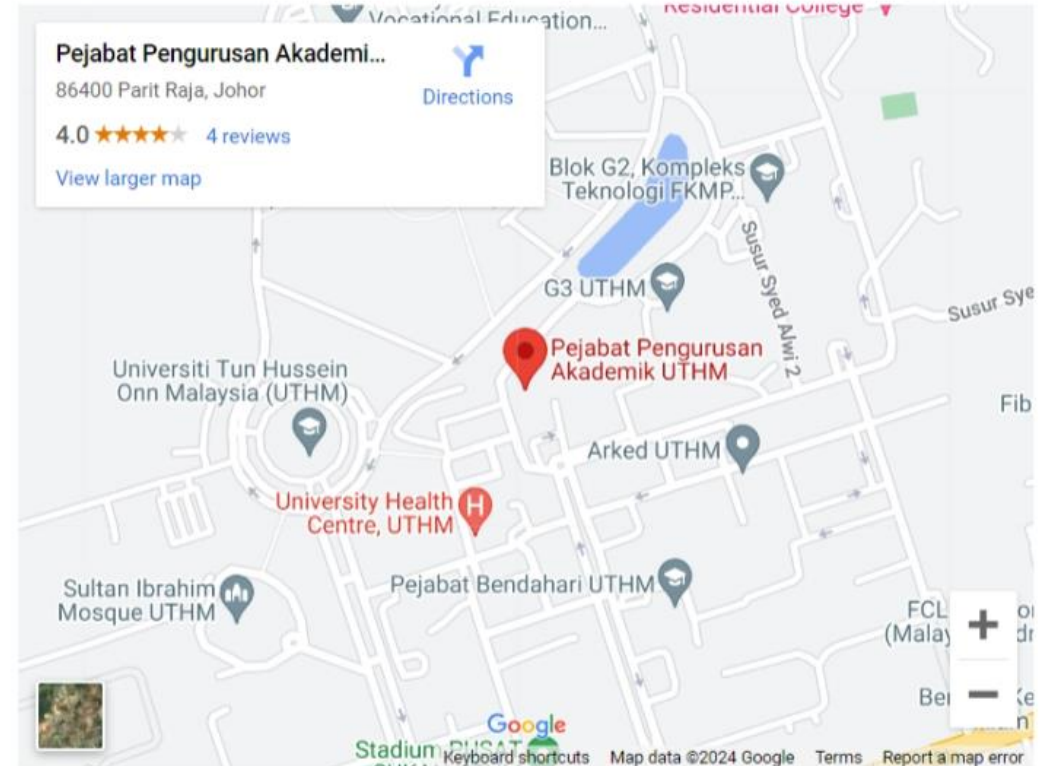 Vocational Education...
Residential College
Pejabat Pengurusan Akademi...
86400 Parit Raja, Johor
4.0
4 reviews
View larger map
Directions
Blok G2, Kompleks
Teknologi FKMP...
Susur Syed Alwi 2
Susur Sye
G3 UTHM
Pejabat Pengurusan
Akademik UTHM
Universiti Tun Hussein
Onn Malaysia (UTHM)
Fib
Arked UTHM
University Health
Centre, UTHM
H
Pejabat Bendahari UTHM
Sultan Ibrahim
Mosque UTHM
FCL
(Malay
+
−
Google
Stadium
Keyboard shortcuts
Map data ©2024 Google
Terms
Report a map error